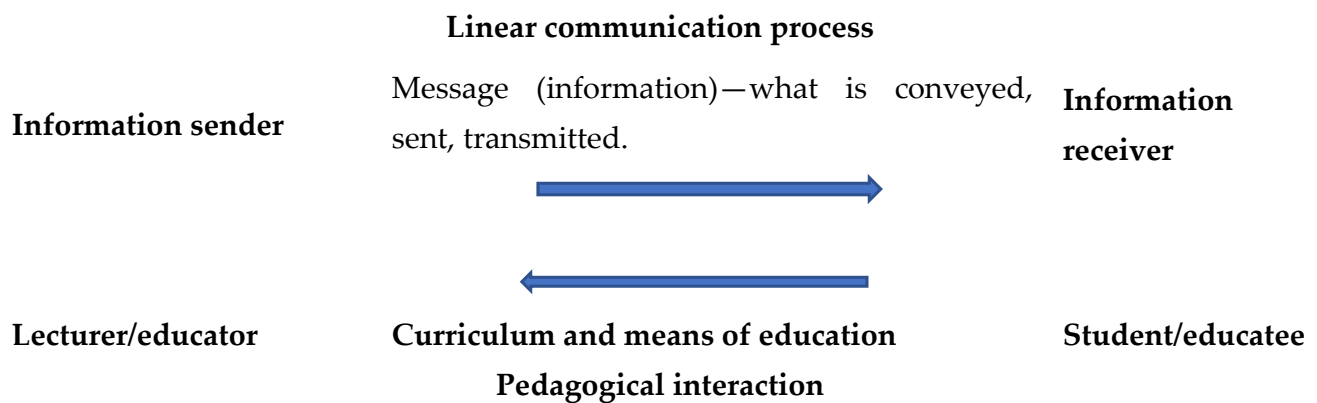 Linear communication process
Information sender
Message (information)—what is conveyed,
sent, transmitted.
Information
receiver
Lecturer/educator
Curriculum and means of education
Student/educatee
Pedagogical interaction